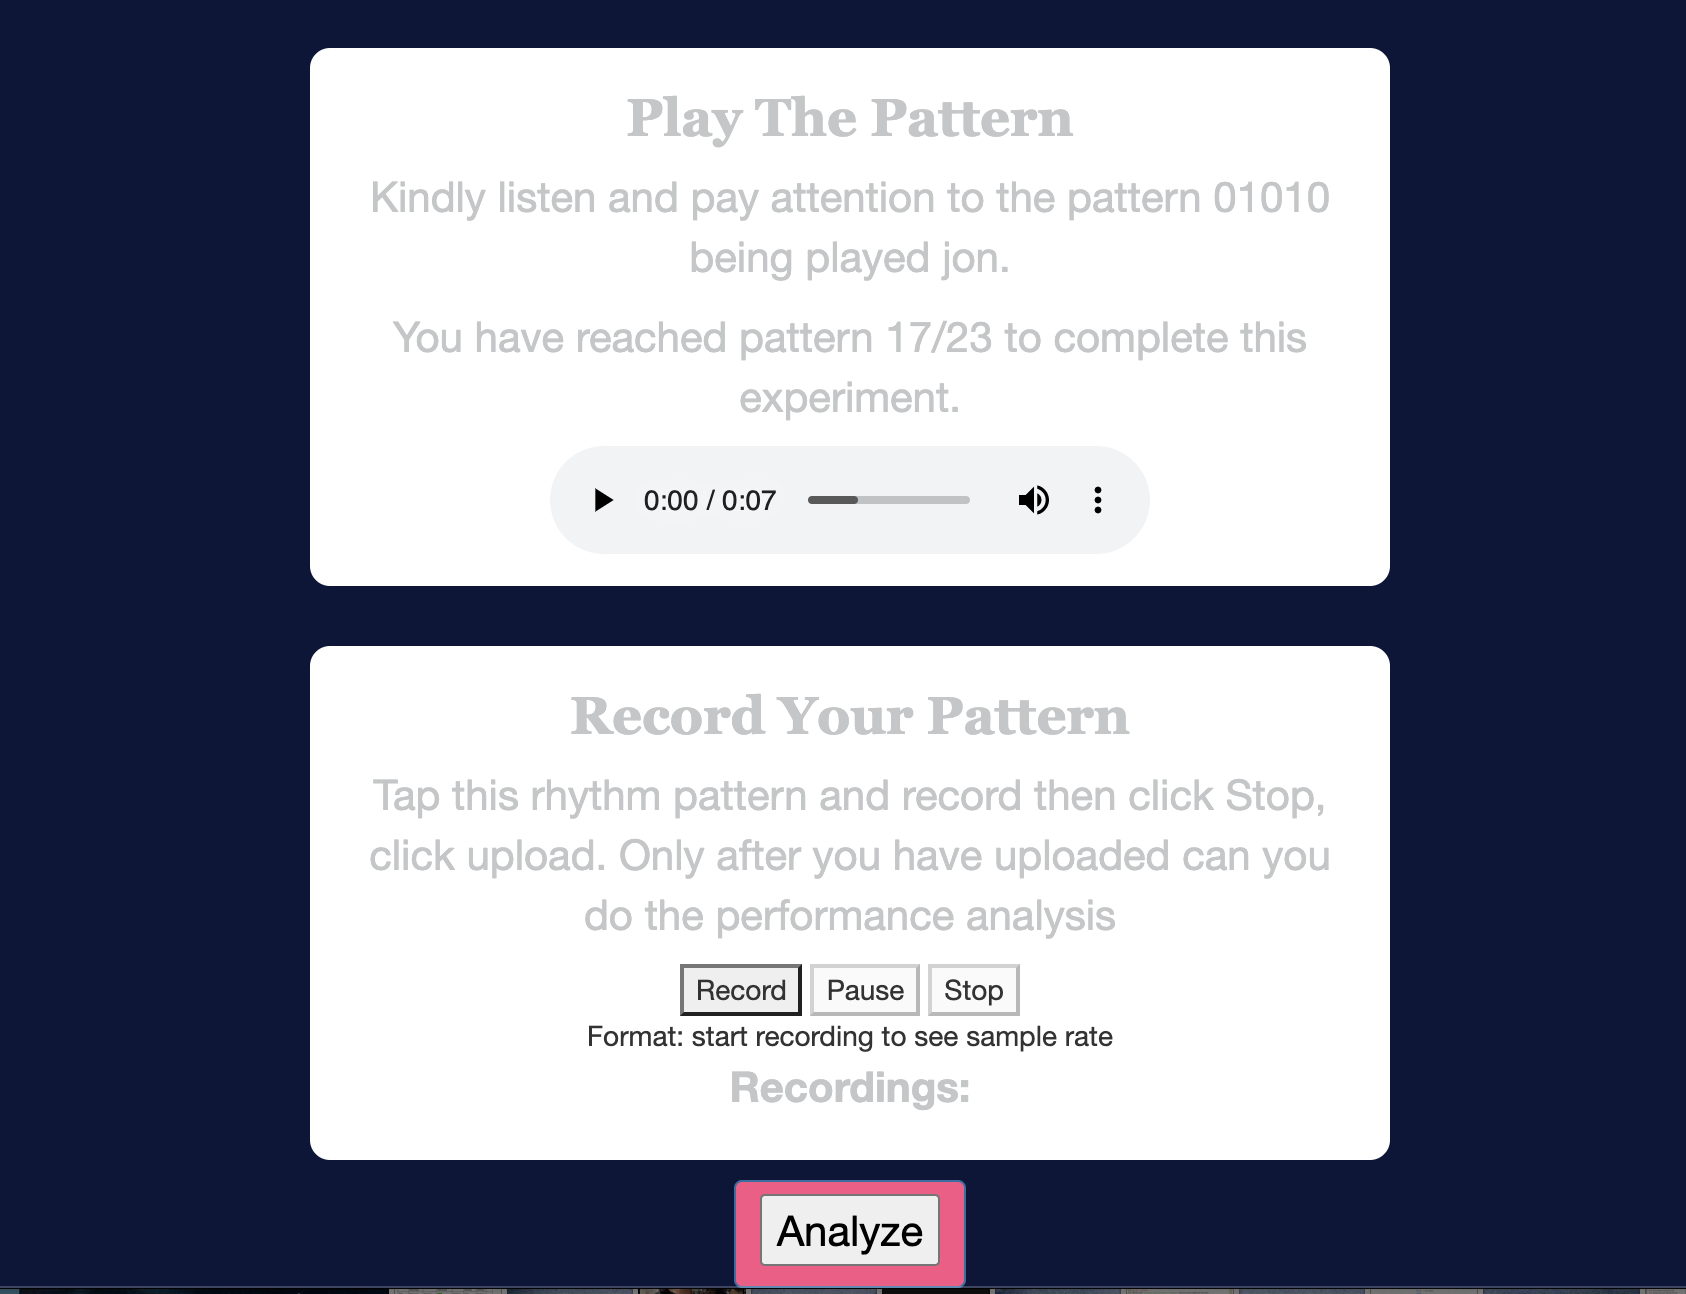 Play The Pattern
Kindly listen and pay attention to the pattern 01010
being played jon.
You have reached pattern 17/23 to complete this
experiment.
0:00 / 0:07
Record Your Pattern
Tap this rhythm pattern and record then click Stop,
click upload. Only after you have uploaded can you
do the performance analysis
Record Pause Stop
Format: start recording to see sample rate
Recordings:
Analyze